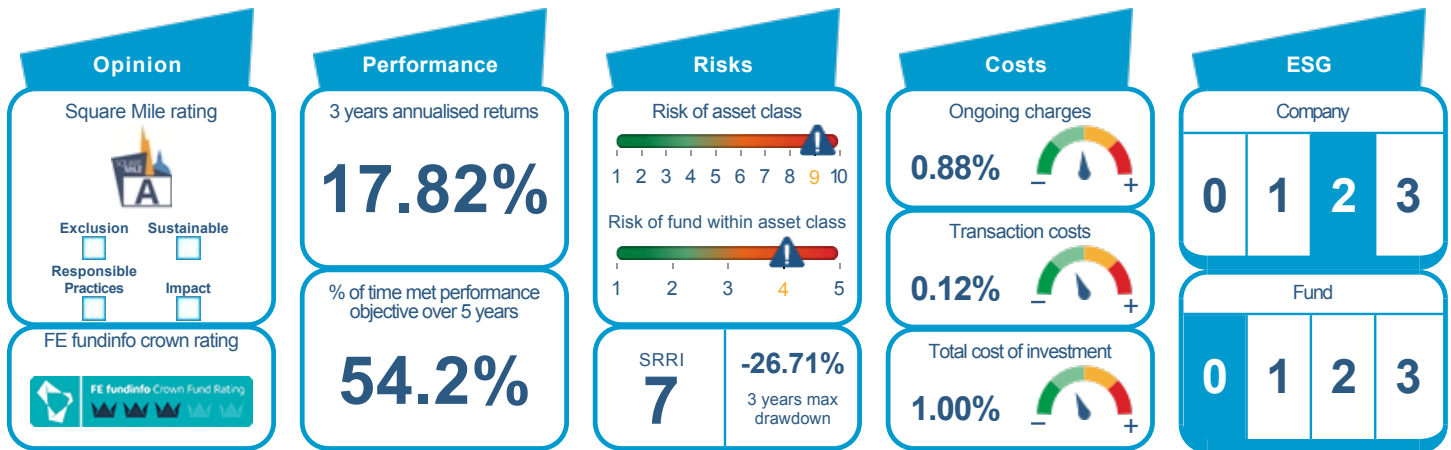 Opinion
Square Mile rating
SQUARE
MILE
A
Exclusion
Sustainable
Responsible
Practices
Impact
FE fundinfo crown rating
FE fundinfo Crown Fund Rating
Performance
3 years annualised returns
17.82%
% of time met performance
objective over 5 years
54.2%
Risks
Risk of asset class
1 2 3 4 5 6 7 8 9 10
Risk of fund within asset class
1 2 3 4 5
SRRI
7
-26.71%
3 years max
drawdown
Costs
Ongoing charges
0.88%
− +
Transaction costs
0.12%
− +
Total cost of investment
1.00%
− +
ESG
Company
0 1 2 3
Fund
0 1 2 3